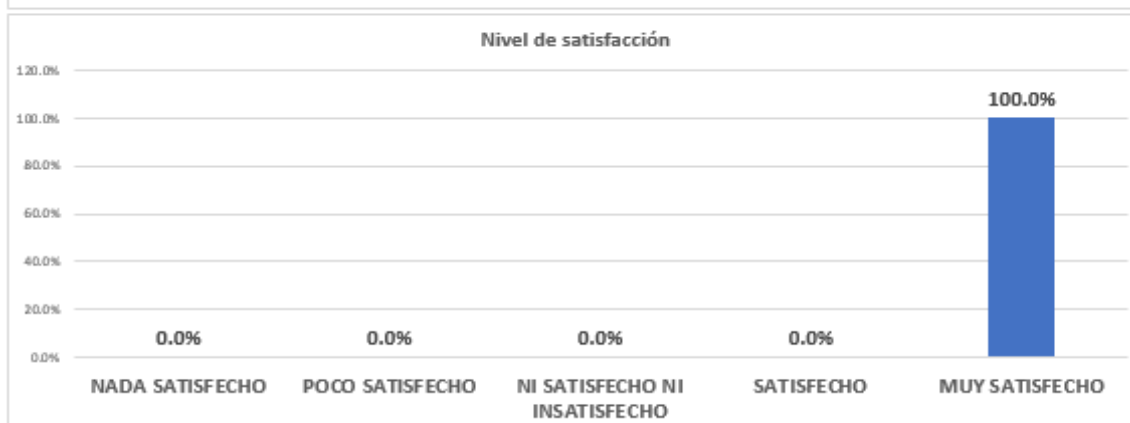 Nivel de satisfacción
120.0%
100.0%
100.0%
80.0%
60.0%
40.0%
20.0%
0.0%
0.0% 0.0% 0.0% 0.0%
NADA SATISFECHO POCO SATISFECHO NI SATISFECHO NI SATISFECHO MUY SATISFECHO
INSATISFECHO